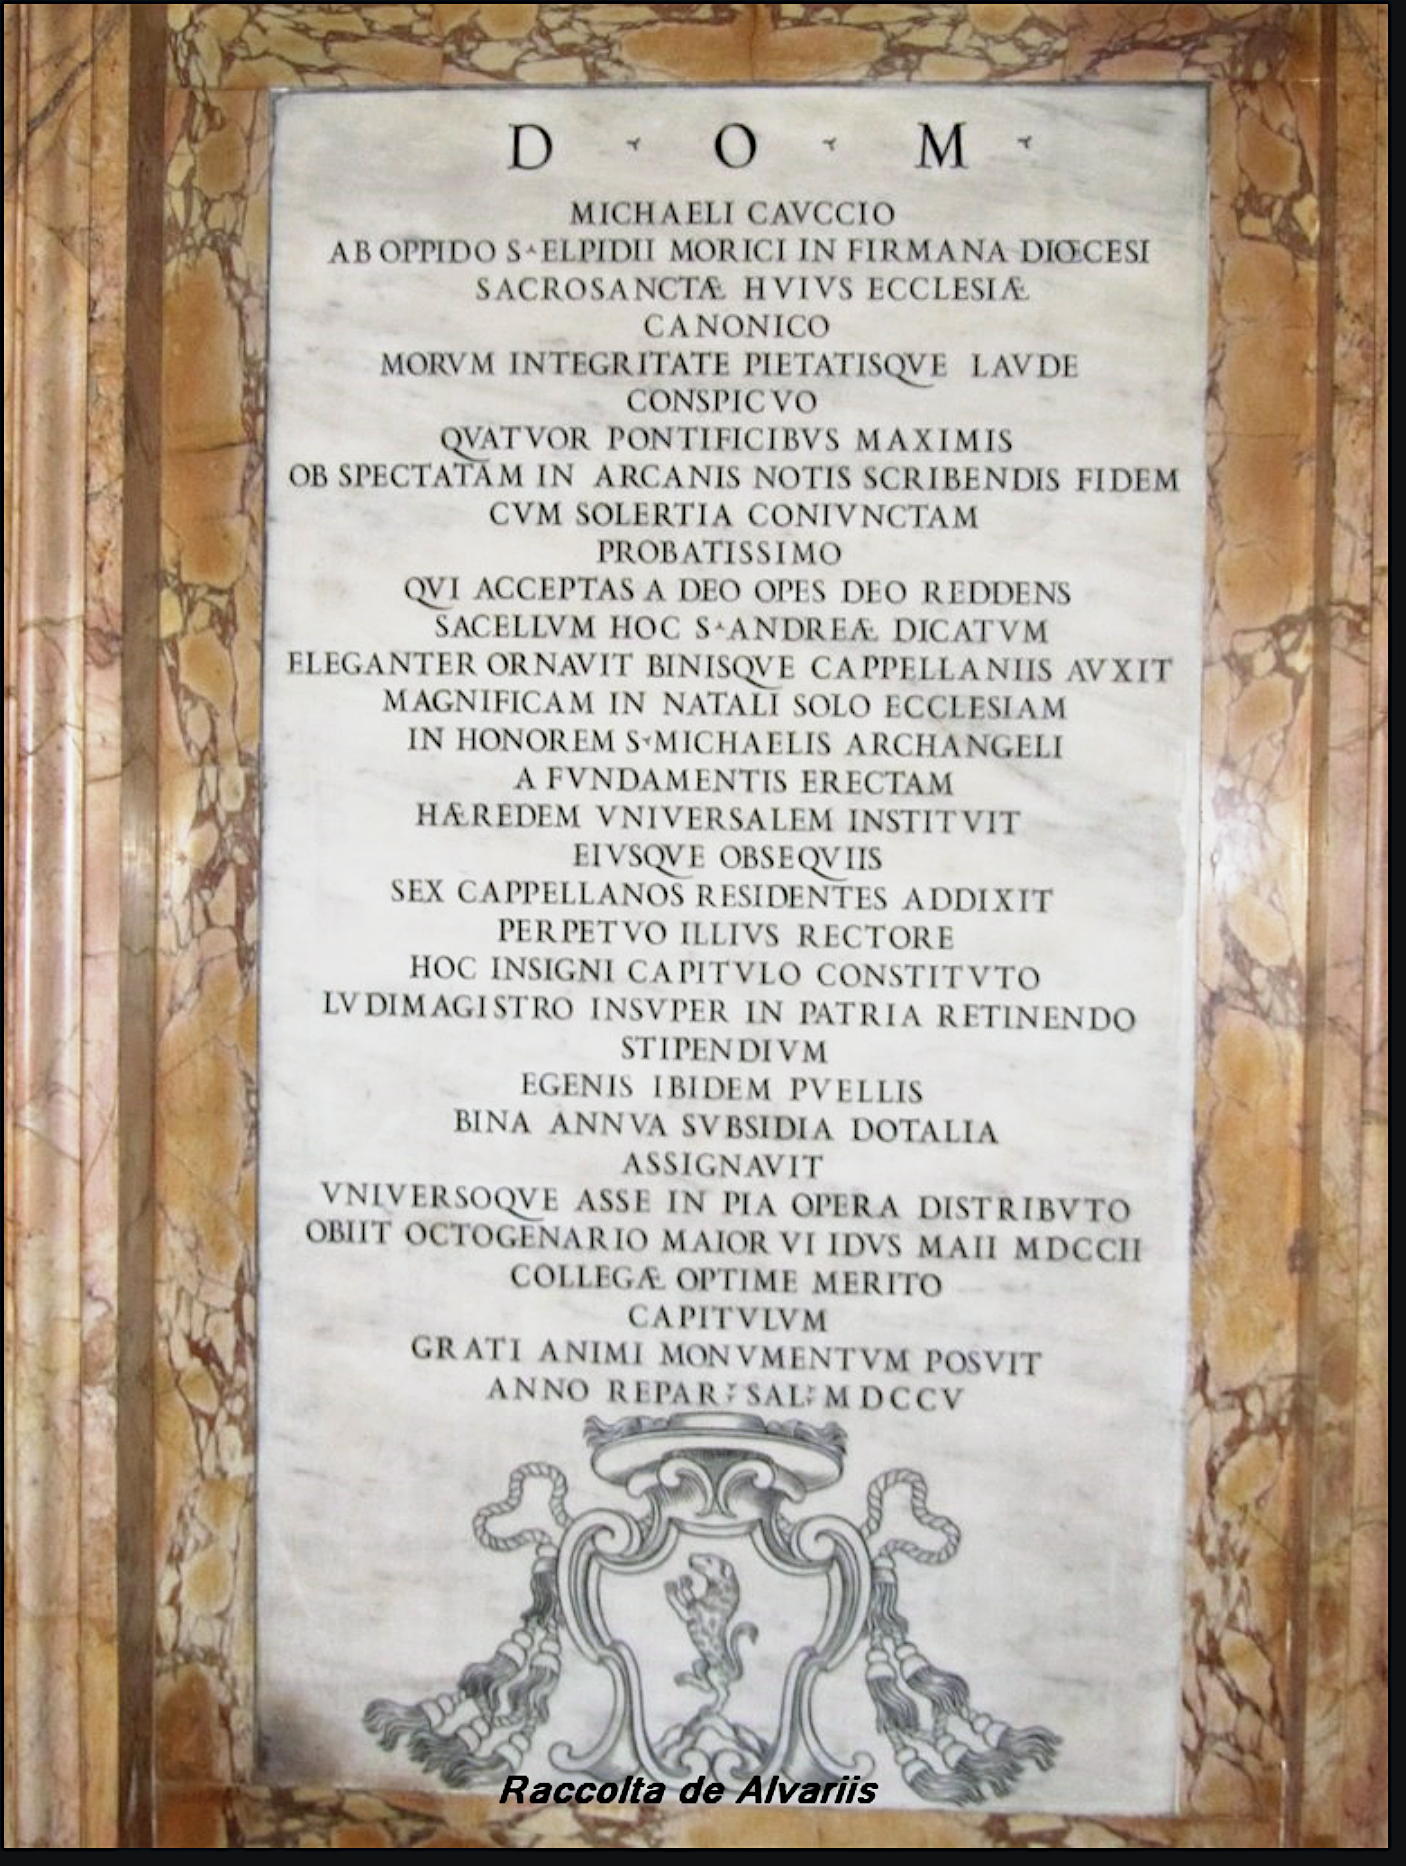 D · O · M ·
MICHAELI CAVCCIO
AB OPPIDO S·ELPIDII MORICI IN FIRMANA DIŒCESI
SACROSANCTÆ HVIVS ECCLESIÆ
CANONICO
MORVM INTEGRITATE PIETATISQVE LAVDE
CONSPICVO
QVATVOR PONTIFICIBVS MAXIMIS
OB SPECTATAM IN ARCANIS NOTIS SCRIBENDIS FIDEM
CVM SOLERTIA CONIVNCTAM
PROBATISSIMO
QVI ACCEPTAS A DEO OPES DEO REDDENS
SACELLVM HOC S·ANDREÆ DICATVM
ELEGANTER ORNAVIT BINISQVE CAPPELLANIIS AVXIT
MAGNIFICAM IN NATALI SOLO ECCLESIAM
IN HONOREM S·MICHAELIS ARCHANGELI
A FVNDAMENTIS ERECTAM
HÆREDEM VNIVERSALEM INSTITVIT
EIVSQVE OBSEQVIIS
SEX CAPPELLANOS RESIDENTES ADDIXIT
PERPETVO ILLIVS RECTORE
HOC INSIGNI CAPITVLO CONSTITVTO
LVDIMAGISTRO INSVPER IN PATRIA RETINENDO
STIPENDIVM
EGENIS IBIDEM PVELLIS
BINA ANNVA SVBSIDIA DOTALIA
ASSIGNAVIT
VNIVERSOQVE ASSE IN PIA OPERA DISTRIBVTO
OBIIT OCTOGENARIO MAIOR VI IDVS MAII MDCCII
COLLEGÆ OPTIME MERITO
CAPITVLVM
GRATI ANIMI MONVMENTVM POSVIT
ANNO REPAR: SAL: MDCCV
Raccolta de Alvariis